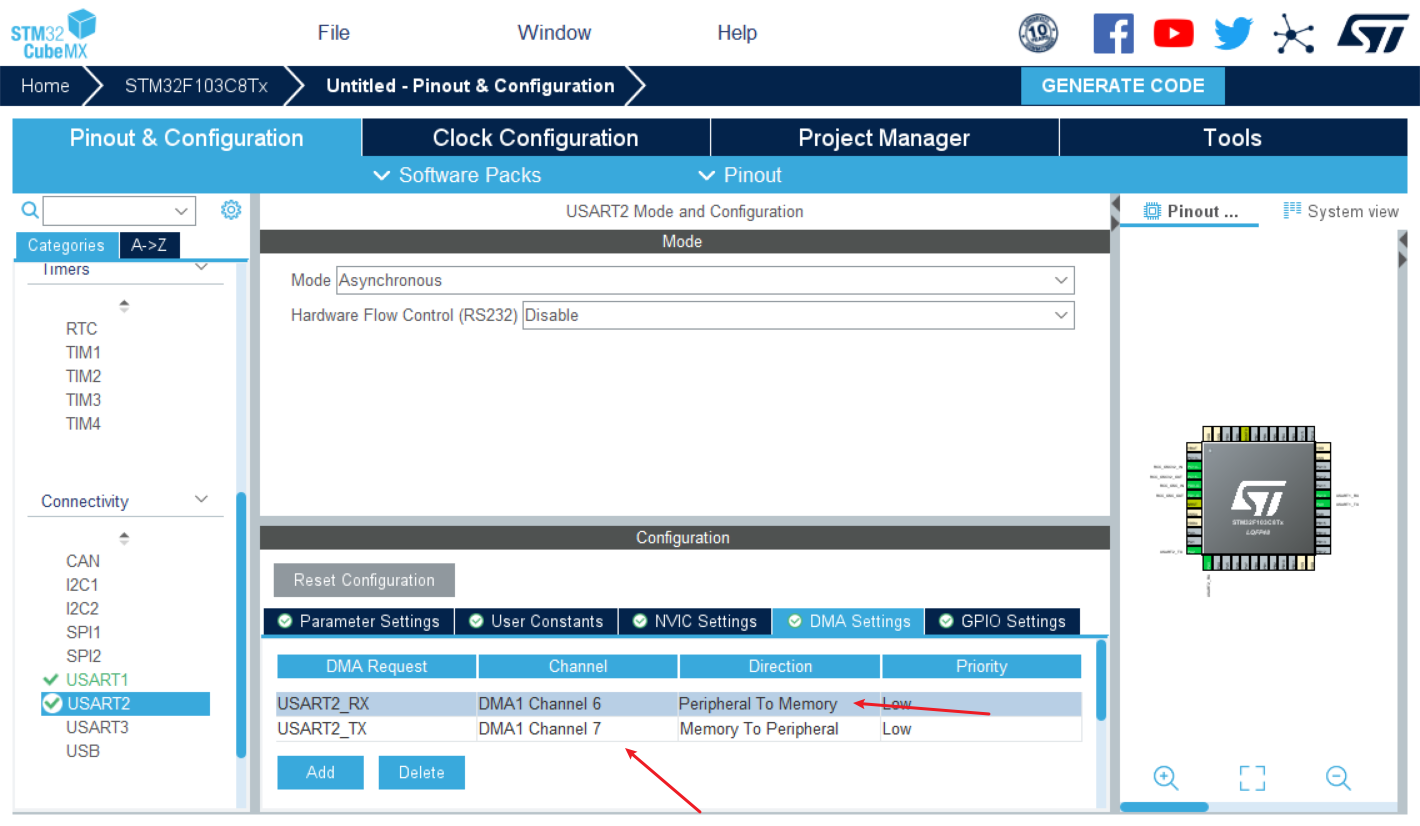 STM32
CubeMX
File Window Help
10
Home STM32F103C8Tx Untitled - Pinout & Configuration GENERATE CODE
Pinout & Configuration Clock Configuration Project Manager Tools
Software Packs Pinout
USART2 Mode and Configuration
Pinout ... System view
Categories A->Z
Mode
Timers
Mode Asynchronous
Hardware Flow Control (RS232) Disable
RTC
TIM1
TIM2
TIM3
TIM4
Connectivity
Configuration
CAN
I2C1
I2C2
SPI1
SPI2
USART1
USART2
USART3
USB
Reset Configuration
Parameter Settings User Constants NVIC Settings DMA Settings GPIO Settings
DMA Request Channel Direction Priority
USART2_RX DMA1 Channel 6 Peripheral To Memory Low
USART2_TX DMA1 Channel 7 Memory To Peripheral Low
Add Delete
STM32F103C8Tx
LQFP48
USART1_RX
USART1_TX
USART2_TX